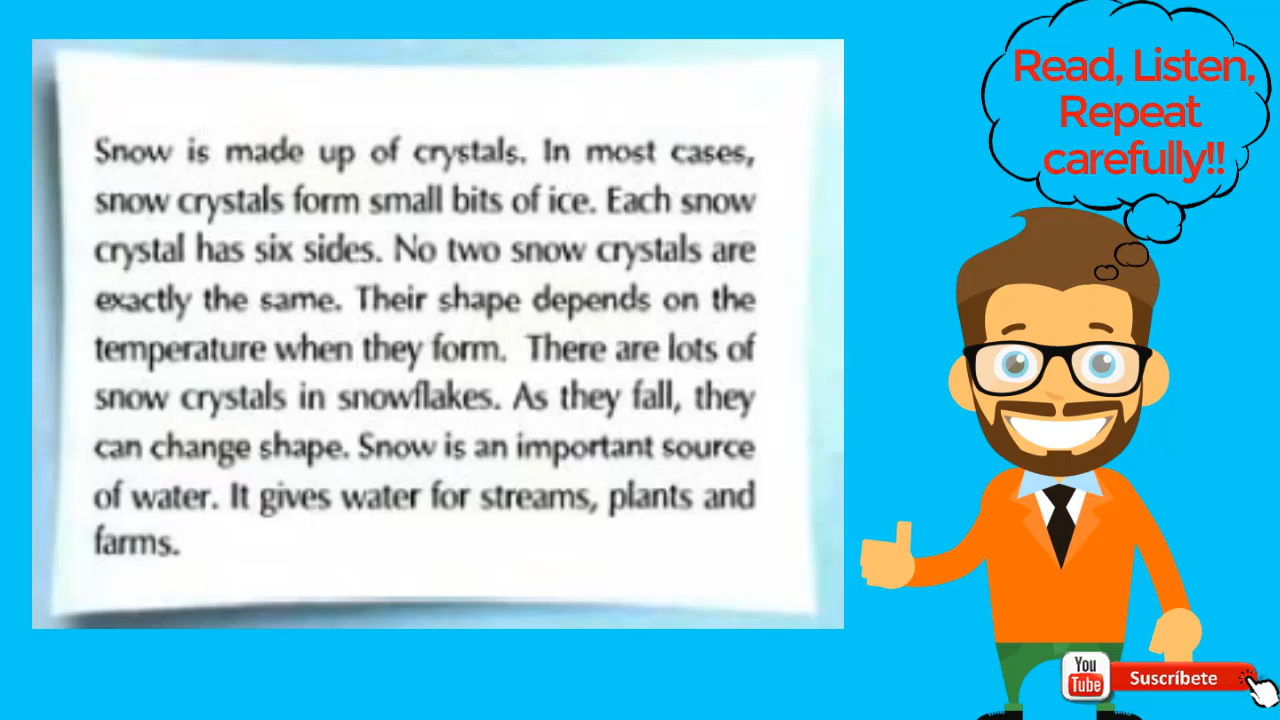 Snow is made up of crystals. In most cases,
snow crystals form small bits of ice. Each snow
crystal has six sides. No two snow crystals are
exactly the same. Their shape depends on the
temperature when they form. There are lots of
snow crystals in snowflakes. As they fall, they
can change shape. Snow is an important source
of water. It gives water for streams, plants and
farms.
Read, Listen,
Repeat
carefully!!
You
Tube
Suscríbete